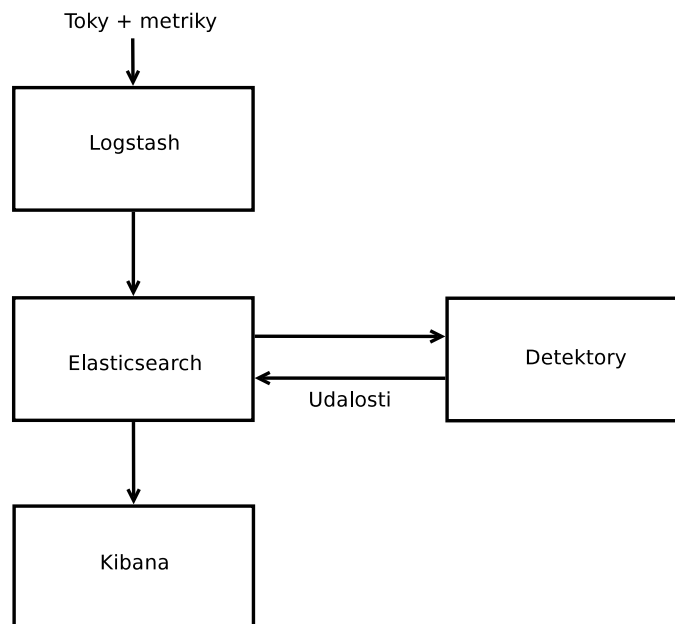 Toky + metriky
Logstash
Elasticsearch
Detektory
Udalosti
Kibana